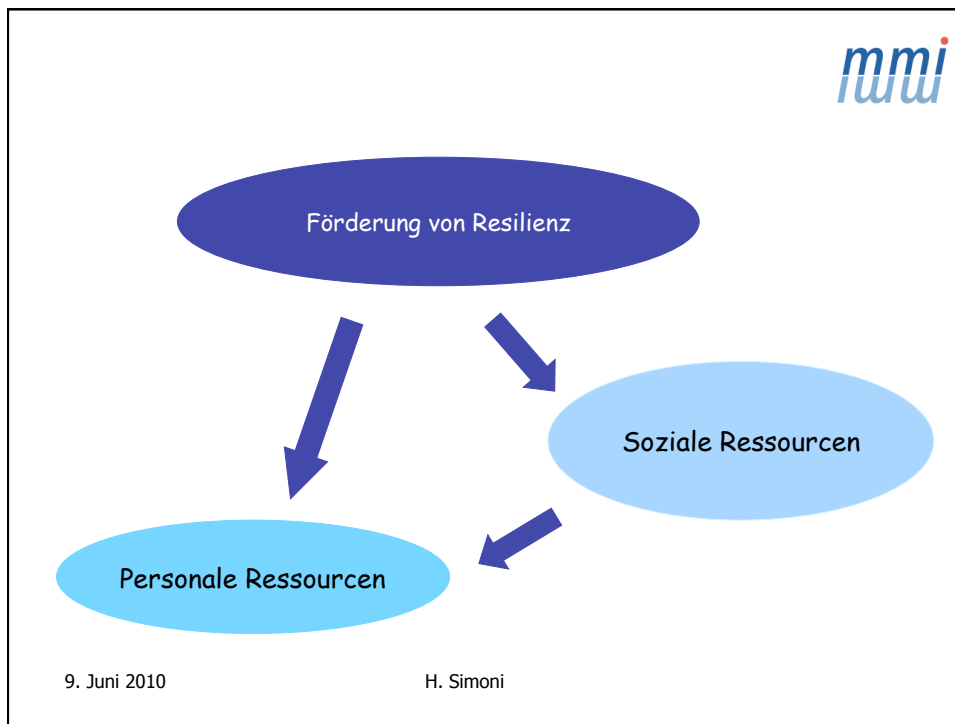 mmi
Förderung von Resilienz
Soziale Ressourcen
Personale Ressourcen
9. Juni 2010
H. Simoni